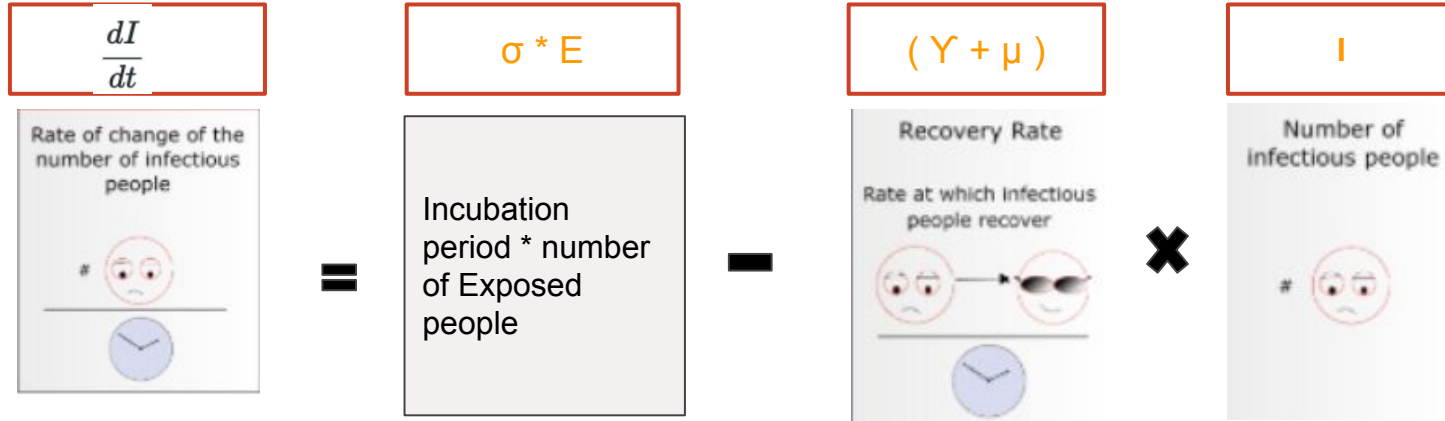 dI
dt
σ * E
( ϒ + μ )
I
Rate of change of the
number of infectious
people
#
=
Incubation
period * number
of Exposed
people
-
Recovery Rate
Rate at which infectious
people recover
×
Number of
infectious people
#